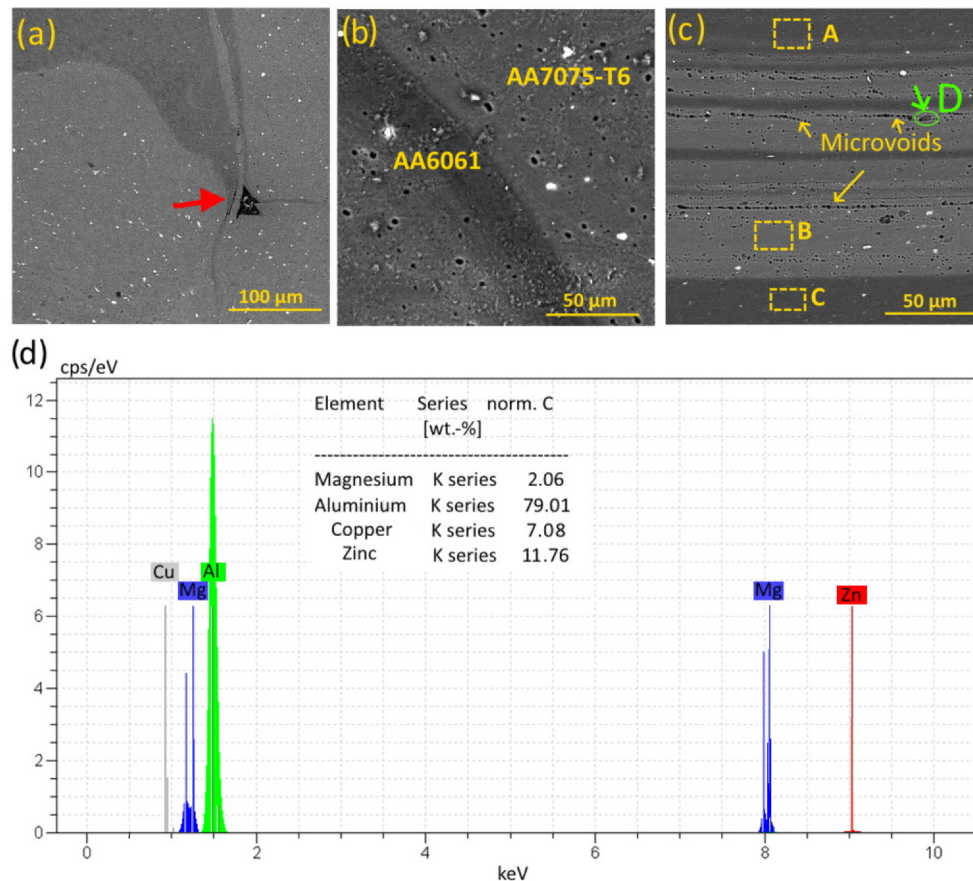 (a)
100 µm
(b)
AA7075-T6
AA6061
50 µm
(c)
A
D
Microvoids
B
C
50 µm
(d)
cps/eV
Element Series norm. C
[wt.-%]
----------------------------------------
Magnesium K series 2.06
Aluminium K series 79.01
Copper K series 7.08
Zinc K series 11.76
12
10
8
6
4
2
0
Cu
Mg
Al
Mg
Zn
0 2 4 6 8 10
keV